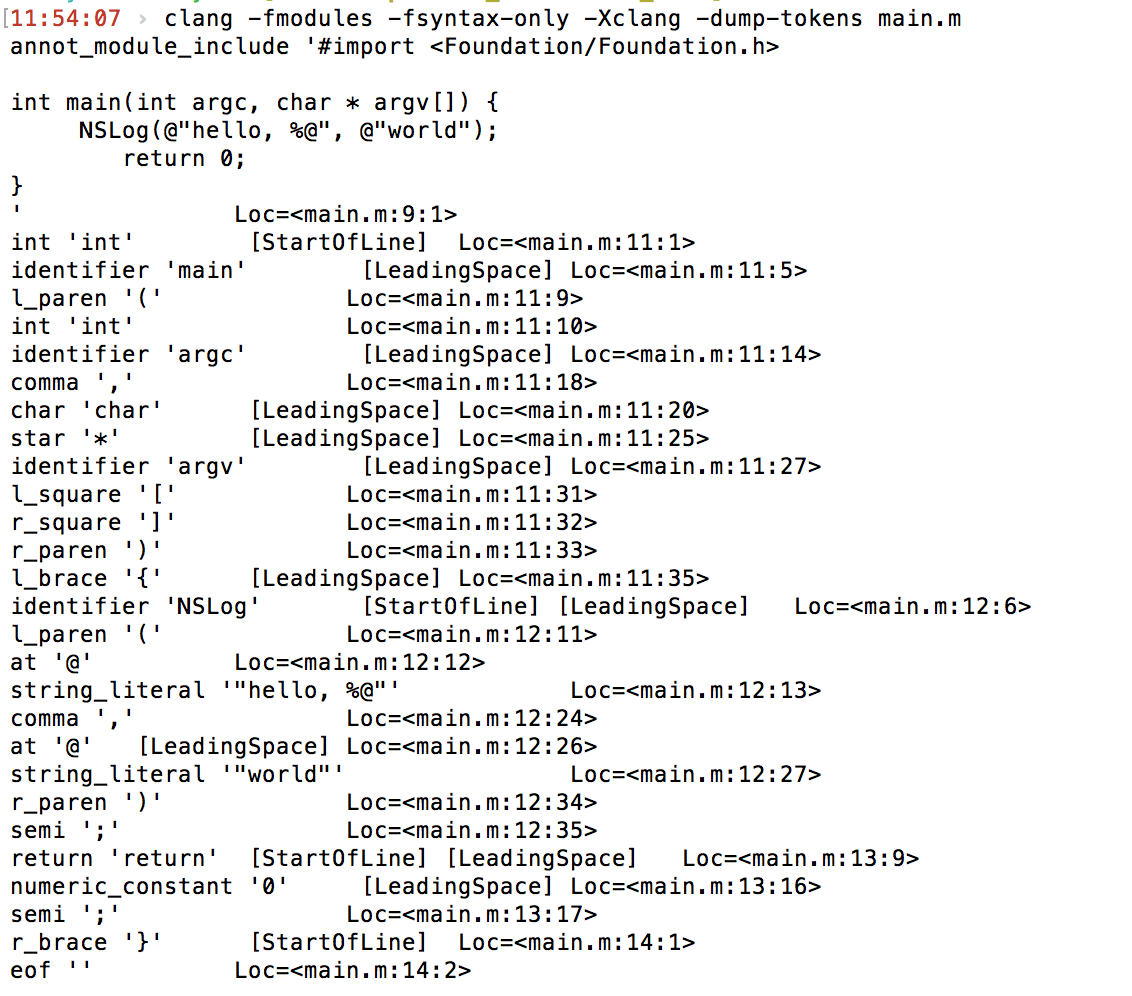 [11:54:07 › clang -fmodules -fsyntax-only -Xclang -dump-tokens main.m
annot_module_include '#import <Foundation/Foundation.h>
int main(int argc, char * argv[]) {
NSLog(@"hello, %@", @"world");
return 0;
}
' Loc=<main.m:9:1>
int 'int' [StartOfLine] Loc=<main.m:11:1>
identifier 'main' [LeadingSpace] Loc=<main.m:11:5>
l_paren '(' Loc=<main.m:11:9>
int 'int' Loc=<main.m:11:10>
identifier 'argc' [LeadingSpace] Loc=<main.m:11:14>
comma ',' Loc=<main.m:11:18>
char 'char' [LeadingSpace] Loc=<main.m:11:20>
star '*' [LeadingSpace] Loc=<main.m:11:25>
identifier 'argv' [LeadingSpace] Loc=<main.m:11:27>
l_square '[' Loc=<main.m:11:31>
r_square ']' Loc=<main.m:11:32>
r_paren ')' Loc=<main.m:11:33>
l_brace '{' [LeadingSpace] Loc=<main.m:11:35>
identifier 'NSLog' [StartOfLine] [LeadingSpace] Loc=<main.m:12:6>
l_paren '(' Loc=<main.m:12:11>
at '@' Loc=<main.m:12:12>
string_literal '"hello, %@"' Loc=<main.m:12:13>
comma ',' Loc=<main.m:12:24>
at '@' [LeadingSpace] Loc=<main.m:12:26>
string_literal '"world"' Loc=<main.m:12:27>
r_paren ')' Loc=<main.m:12:34>
semi ';' Loc=<main.m:12:35>
return 'return' [StartOfLine] [LeadingSpace] Loc=<main.m:13:9>
numeric_constant '0' [LeadingSpace] Loc=<main.m:13:16>
semi ';' Loc=<main.m:13:17>
r_brace '}' [StartOfLine] Loc=<main.m:14:1>
eof '' Loc=<main.m:14:2>